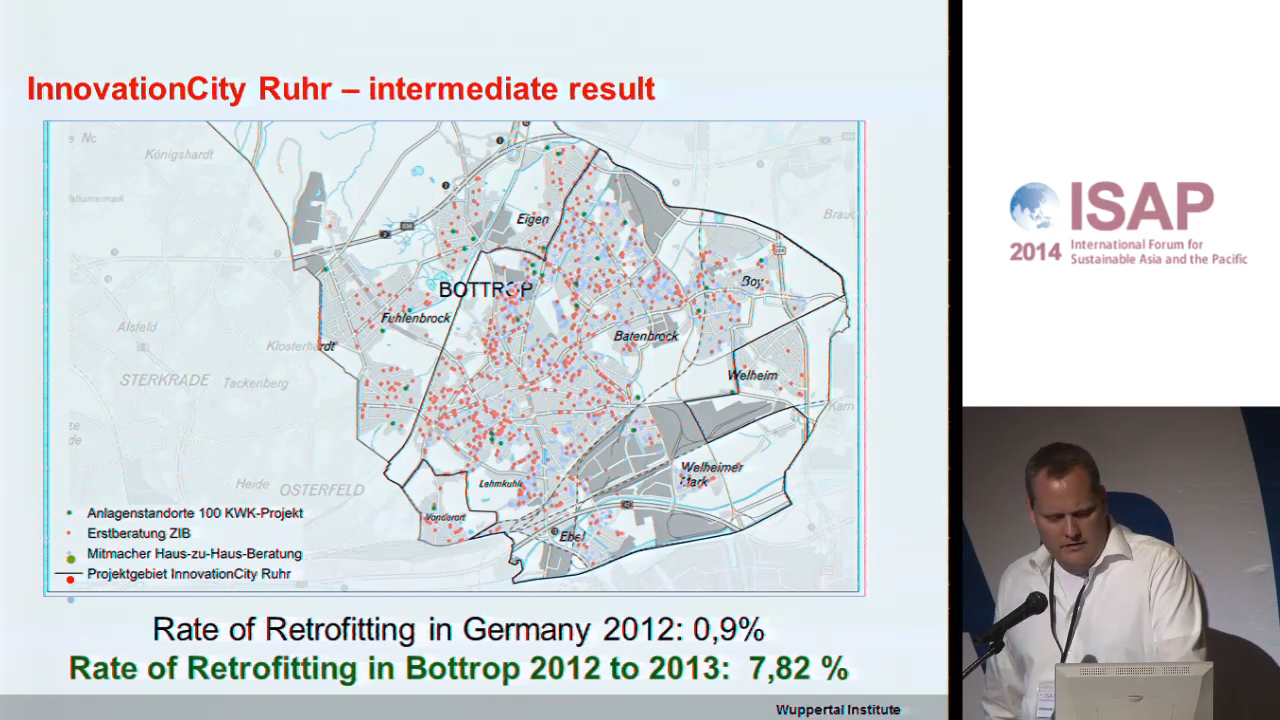 InnovationCity Ruhr – intermediate result
Königshardt
Eigen
Brauc
BOTTROP
Boy
Fuhlenbrock
Alsfeld
Batenbrock
Klosterhardt
STERKRADE
Tackenberg
Welheim
Karn
Welheimer
Mark
Heide
OSTERFELD
Lehmkuhle
Vonderort
Ebel
Anlagenstandorte 100 KWK-Projekt
Erstberatung ZIB
Mitmacher Haus-zu-Haus-Beratung
Projektgebiet InnovationCity Ruhr
Rate of Retrofitting in Germany 2012: 0,9%
Rate of Retrofitting in Bottrop 2012 to 2013: 7,82 %
Wuppertal Institute
ISAP
2014
International Forum for
Sustainable Asia and the Pacific